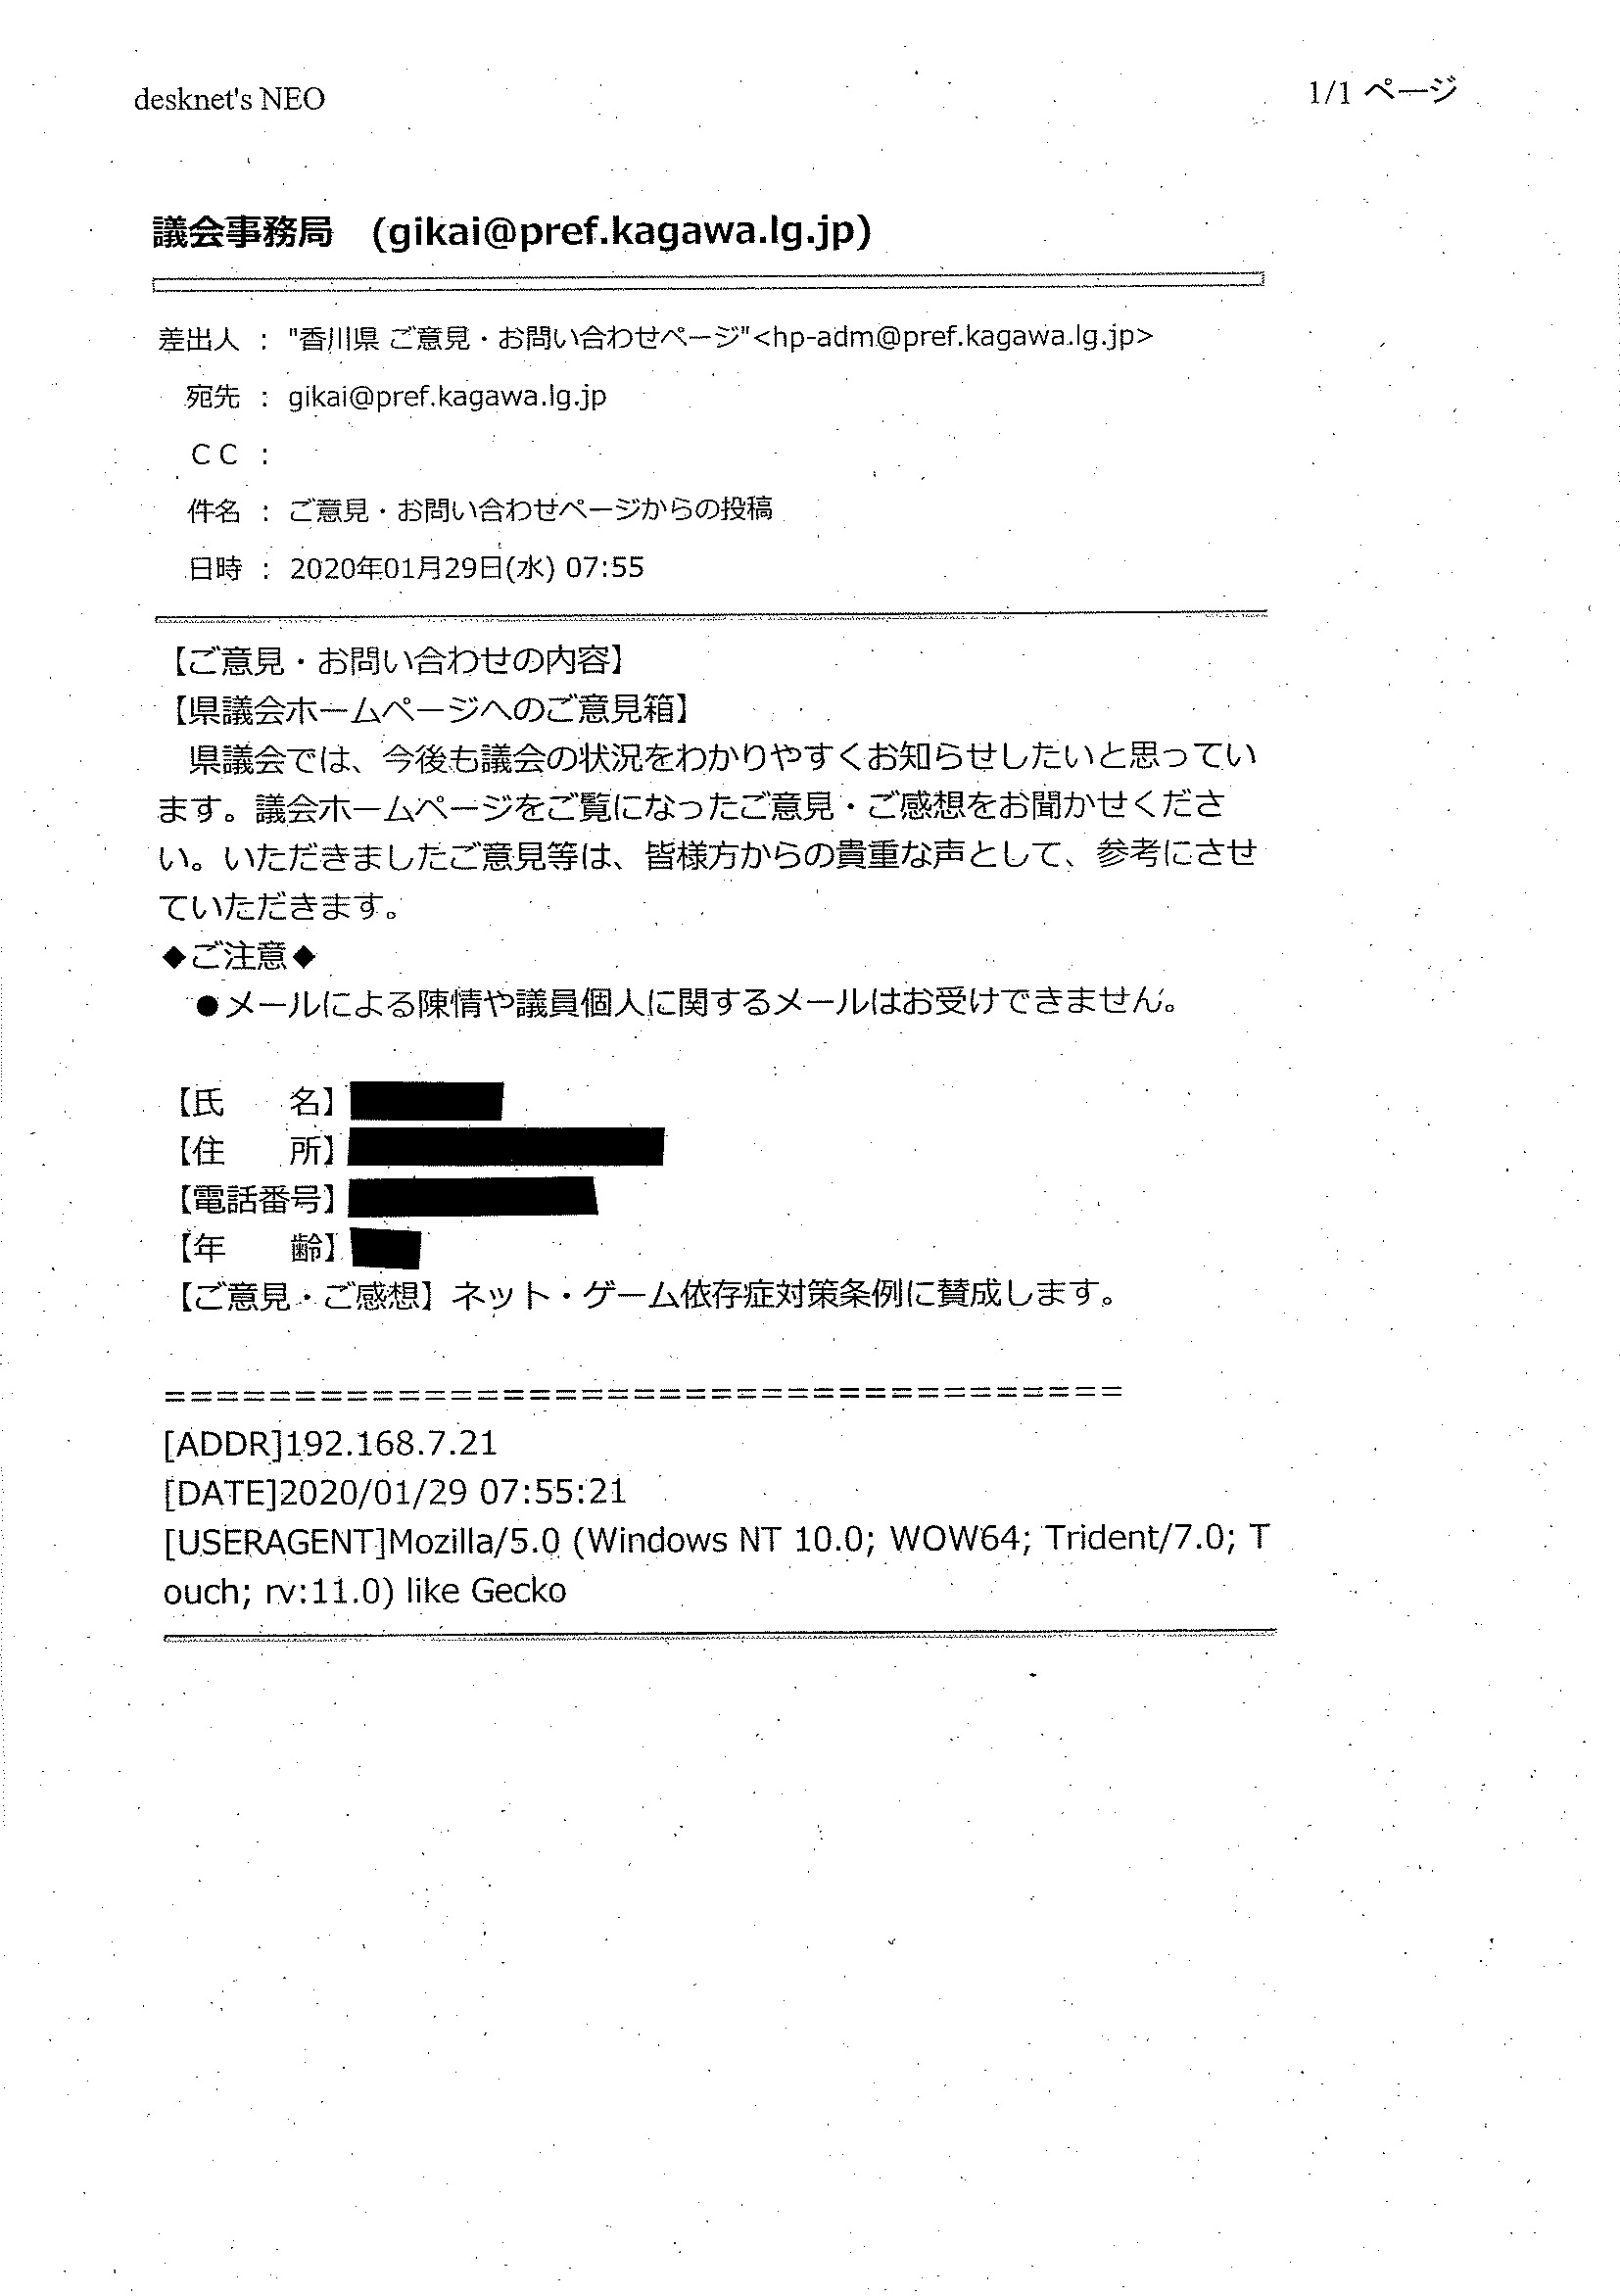 desknet's NEO
1/1 ページ
議会事務局　(gikai@pref.kagawa.lg.jp)
差出人 : "香川県 ご意見・お問い合わせページ"<hp-adm@pref.kagawa.lg.jp>
宛先 : gikai@pref.kagawa.lg.jp
ＣＣ :
件名 : ご意見・お問い合わせページからの投稿
日時 : 2020年01月29日(水) 07:55
【ご意見・お問い合わせの内容】
【県議会ホームページへのご意見箱】
　県議会では、今後も議会の状況をわかりやすくお知らせしたいと思ってい
ます。議会ホームページをご覧になったご意見・ご感想をお聞かせくださ
い。いただきましたご意見等は、皆様方からの貴重な声として、参考にさせ
ていただきます。
◆ご注意◆
　●メールによる陳情や議員個人に関するメールはお受けできません。
【氏　　名】
【住　　所】
【電話番号】
【年　　齢】
【ご意見・ご感想】ネット・ゲーム依存症対策条例に賛成します。
=====================================
[ADDR]192.168.7.21
[DATE]2020/01/29 07:55:21
[USERAGENT]Mozilla/5.0 (Windows NT 10.0; WOW64; Trident/7.0; T
ouch; rv:11.0) like Gecko